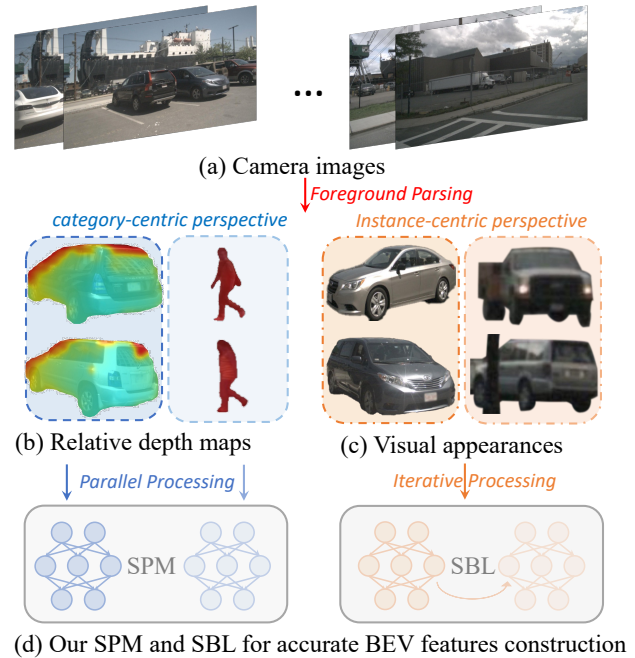 ...
(a) Camera images
Foreground Parsing
category-centric perspective
Instance-centric perspective
(b) Relative depth maps
(c) Visual appearances
Parallel Processing
Iterative Processing
SPM
SBL
(d) Our SPM and SBL for accurate BEV features construction